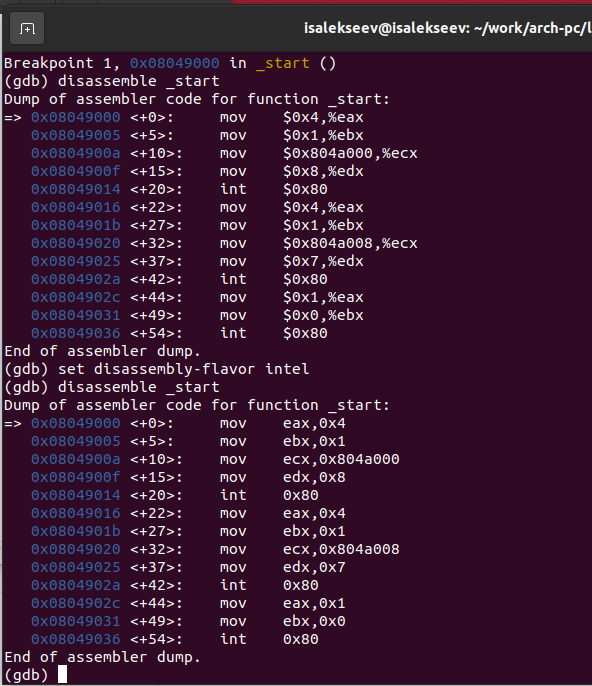 isalekseev@isalekseev: ~/work/arch-pc/l
Breakpoint 1, 0x08049000 in _start ()
(gdb) disassemble _start
Dump of assembler code for function _start:
=> 0x08049000 <+0>:     mov    $0x4,%eax
   0x08049005 <+5>:     mov    $0x1,%ebx
   0x0804900a <+10>:    mov    $0x804a000,%ecx
   0x0804900f <+15>:    mov    $0x8,%edx
   0x08049014 <+20>:    int    $0x80
   0x08049016 <+22>:    mov    $0x4,%eax
   0x0804901b <+27>:    mov    $0x1,%ebx
   0x08049020 <+32>:    mov    $0x804a008,%ecx
   0x08049025 <+37>:    mov    $0x7,%edx
   0x0804902a <+42>:    int    $0x80
   0x0804902c <+44>:    mov    $0x1,%eax
   0x08049031 <+49>:    mov    $0x0,%ebx
   0x08049036 <+54>:    int    $0x80
End of assembler dump.
(gdb) set disassembly-flavor intel
(gdb) disassemble _start
Dump of assembler code for function _start:
=> 0x08049000 <+0>:     mov    eax,0x4
   0x08049005 <+5>:     mov    ebx,0x1
   0x0804900a <+10>:    mov    ecx,0x804a000
   0x0804900f <+15>:    mov    edx,0x8
   0x08049014 <+20>:    int    0x80
   0x08049016 <+22>:    mov    eax,0x4
   0x0804901b <+27>:    mov    ebx,0x1
   0x08049020 <+32>:    mov    ecx,0x804a008
   0x08049025 <+37>:    mov    edx,0x7
   0x0804902a <+42>:    int    0x80
   0x0804902c <+44>:    mov    eax,0x1
   0x08049031 <+49>:    mov    ebx,0x0
   0x08049036 <+54>:    int    0x80
End of assembler dump.
(gdb)